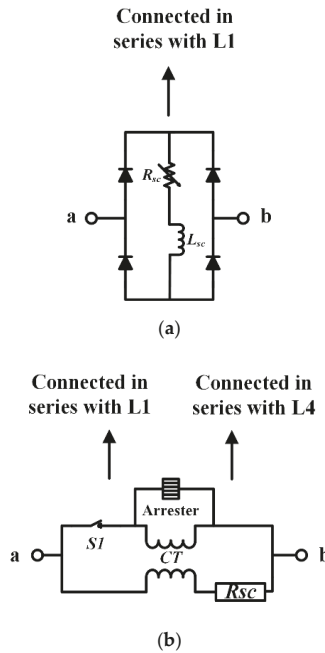 Connected in
series with L1
Rsc
a
b
Lsc
(a)
Connected in
series with L1
Connected in
series with L4
Arrester
S1
a
CT
b
Rsc
(b)